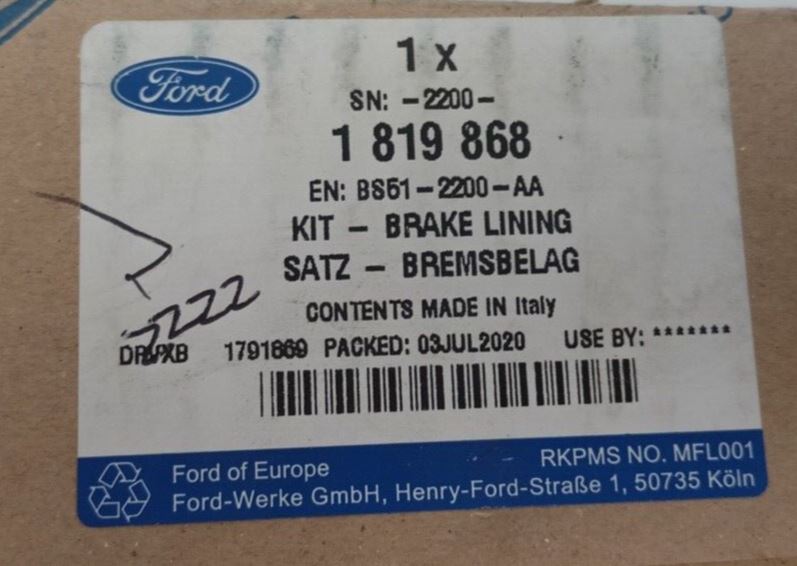 Ford
1 x
SN: -2200-
1 819 868
EN: BS51-2200-AA
KIT - BRAKE LINING
SATZ - BREMSBELAG
CONTENTS MADE IN Italy
1791869 PACKED: 03JUL2020 USE BY: *******
RKPMS NO. MFL001
Ford of Europe
Ford-Werke GmbH, Henry-Ford-Straße 1, 50735 Köln